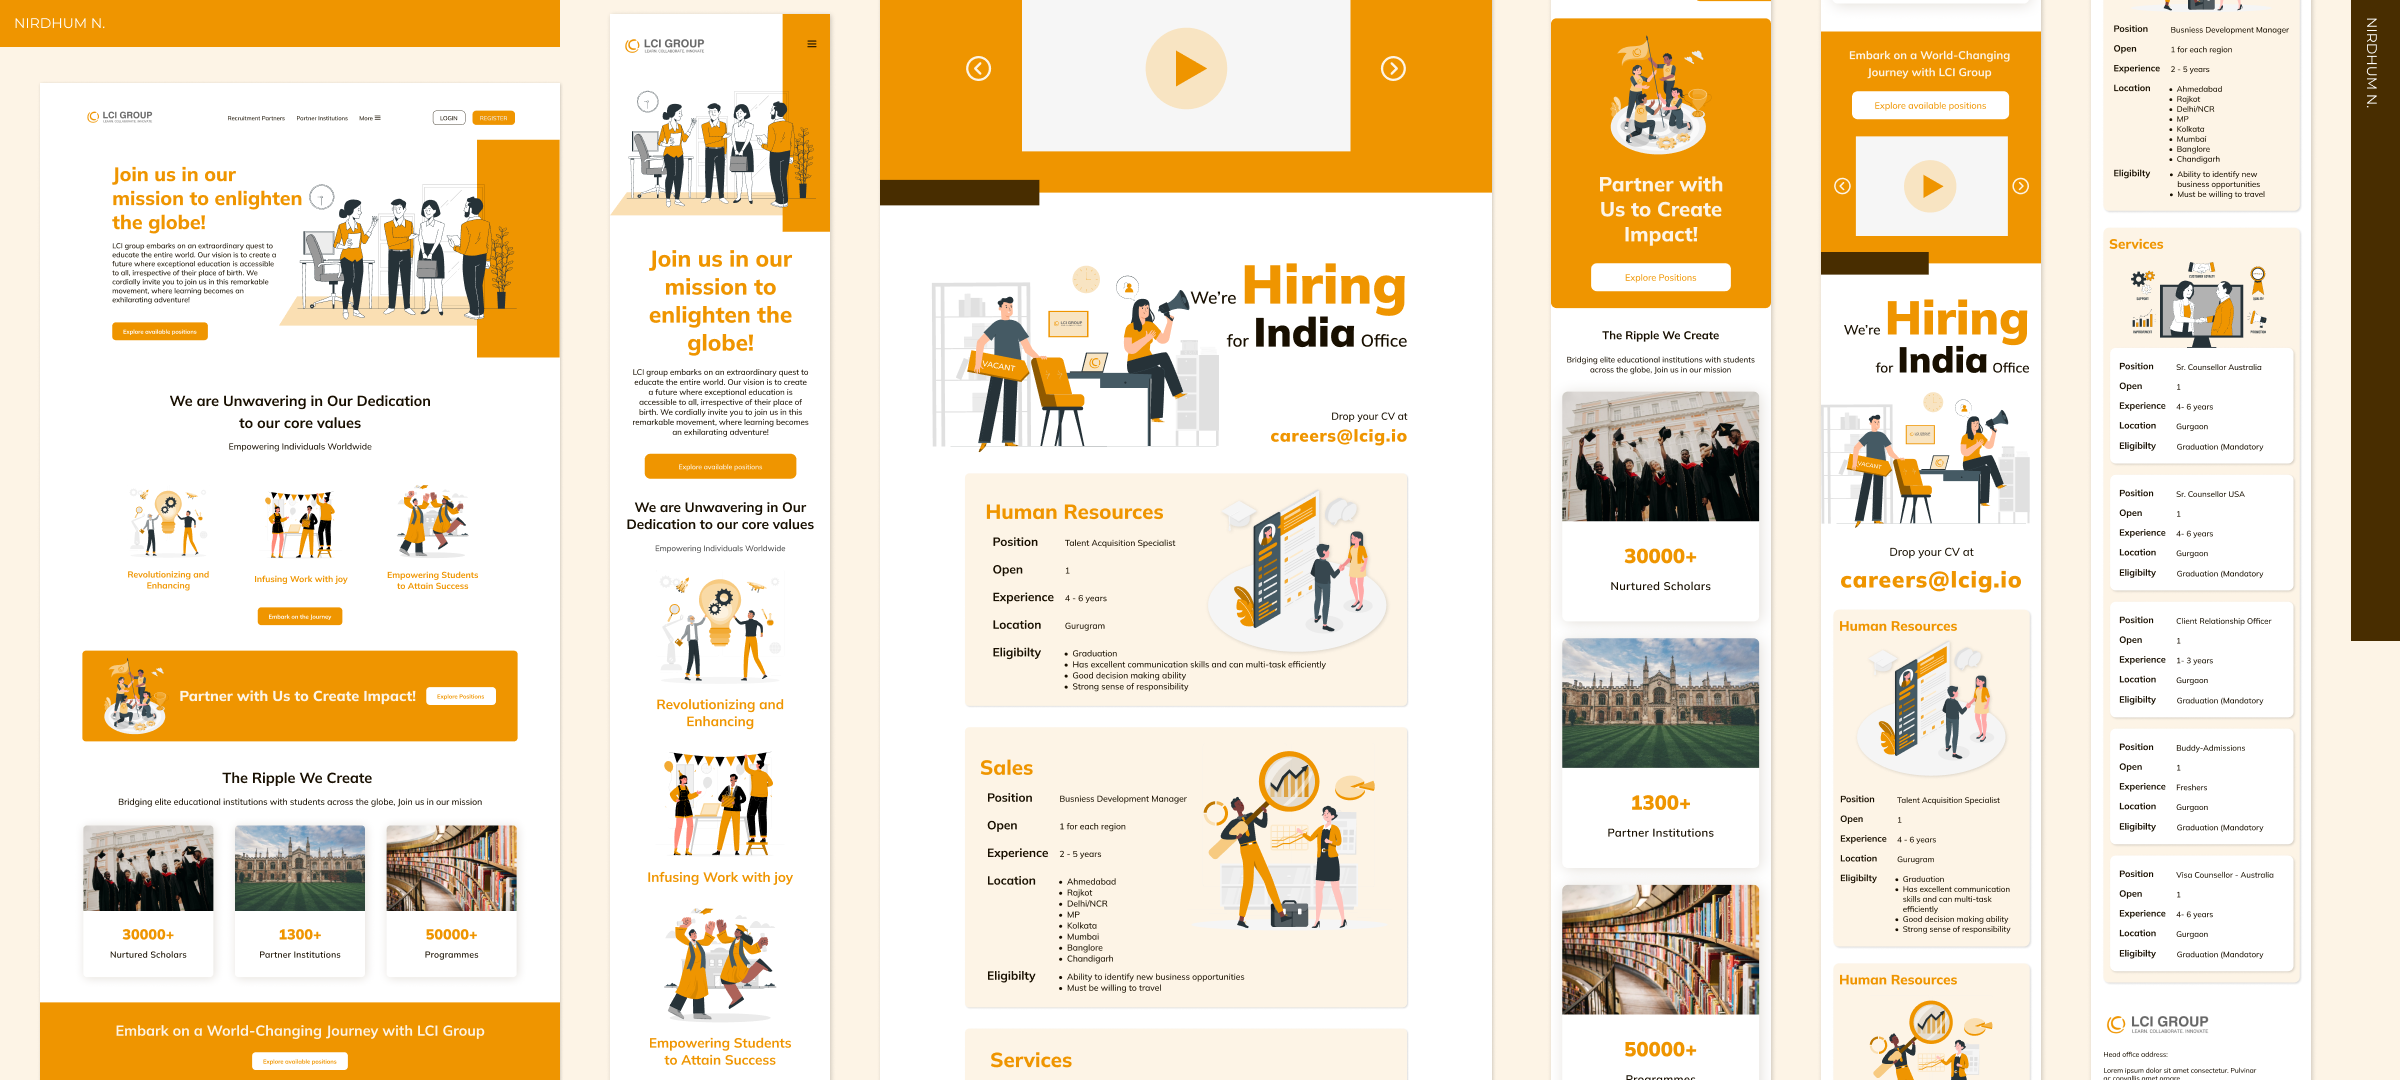 NIRDHUM N.
LCI GROUP
LEARN. COLLABORATE. INNOVATE
Recruitment Partners
Partner Institutions
More
LOGIN
REGISTER
Join us in our
mission to enlighten
the globe!
LCI group embarks on an extraordinary quest to
educate the entire world. Our vision is to create a
future where exceptional education is accessible
to all, irrespective of their place of birth. We
cordially invite you to join us in this remarkable
movement, where learning becomes an
exhilarating adventure!
Explore available positions
We are Unwavering in Our Dedication
to our core values
Empowering Individuals Worldwide
Revolutionizing and
Enhancing
Infusing Work with joy
Empowering Students
to Attain Success
Embark on the Journey
Partner with Us to Create Impact!
Explore Positions
The Ripple We Create
Bridging elite educational institutions with students across the globe, Join us in our mission
30000+
Nurtured Scholars
1300+
Partner Institutions
50000+
Programmes
Embark on a World-Changing Journey with LCI Group
Explore available positions
LCI GROUP
LEARN. COLLABORATE. INNOVATE
Join us in our
mission to
enlighten the
globe!
LCI group embarks on an extraordinary quest to
educate the entire world. Our vision is to create
a future where exceptional education is
accessible to all, irrespective of their place of
birth. We cordially invite you to join us in this
remarkable movement, where learning becomes
an exhilarating adventure!
Explore available positions
We are Unwavering in Our
Dedication to our core values
Empowering Individuals Worldwide
Revolutionizing and
Enhancing
Infusing Work with joy
Empowering Students
to Attain Success
We're Hiring
for India Office
LCI GROUP
VACANT
Drop your CV at
careers@lcig.io
Human Resources
Position Talent Acquisition Specialist
Open 1
Experience 4 - 6 years
Location Gurugram
Eligibilty • Graduation
• Has excellent communication skills and can multi-task efficiently
• Good decision making ability
• Strong sense of responsibility
Sales
Position Busniess Development Manager
Open 1 for each region
Experience 2 - 5 years
Location • Ahmedabad
• Rajkot
• Delhi/NCR
• MP
• Kolkata
• Mumbai
• Banglore
• Chandigarh
Eligibilty • Ability to identify new business opportunities
• Must be willing to travel
Services
Partner with
Us to Create
Impact!
Explore Positions
The Ripple We Create
Bridging elite educational institutions with students
across the globe, Join us in our mission
30000+
Nurtured Scholars
1300+
Partner Institutions
50000+
Programmes
Embark on a World-Changing
Journey with LCI Group
Explore available positions
We're Hiring
for India Office
VACANT
Drop your CV at
careers@lcig.io
Human Resources
Position Talent Acquisition Specialist
Open 1
Experience 4 - 6 years
Location Gurugram
Eligibilty • Graduation
• Has excellent communication
skills and can multi-task
efficiently
• Good decision making ability
• Strong sense of responsibility
Human Resources
Position Busniess Development Manager
Open 1 for each region
Experience 2 - 5 years
Location • Ahmedabad
• Rajkot
• Delhi/NCR
• MP
• Kolkata
• Mumbai
• Banglore
• Chandigarh
Eligibilty • Ability to identify new
business opportunities
• Must be willing to travel
Services
SUPPORT
QUALITY
Position Sr. Counsellor Australia
Open 1
Experience 4- 6 years
Location Gurgaon
Eligibilty Graduation (Mandatory
Position Sr. Counsellor USA
Open 1
Experience 4- 6 years
Location Gurgaon
Eligibilty Graduation (Mandatory
Position Client Relationship Officer
Open 1
Experience 1- 3 years
Location Gurgaon
Eligibilty Graduation (Mandatory
Position Buddy-Admissions
Open 1
Experience Freshers
Location Gurgaon
Eligibilty Graduation (Mandatory
Position Visa Counsellor - Australia
Open 1
Experience 4- 6 years
Location Gurgaon
Eligibilty Graduation (Mandatory
LCI GROUP
LEARN. COLLABORATE. INNOVATE
Head office address:
Lorem ipsum dolor sit amet consectetur. Pulvinar
ac convallis amet ornare
NIRDHUM N.